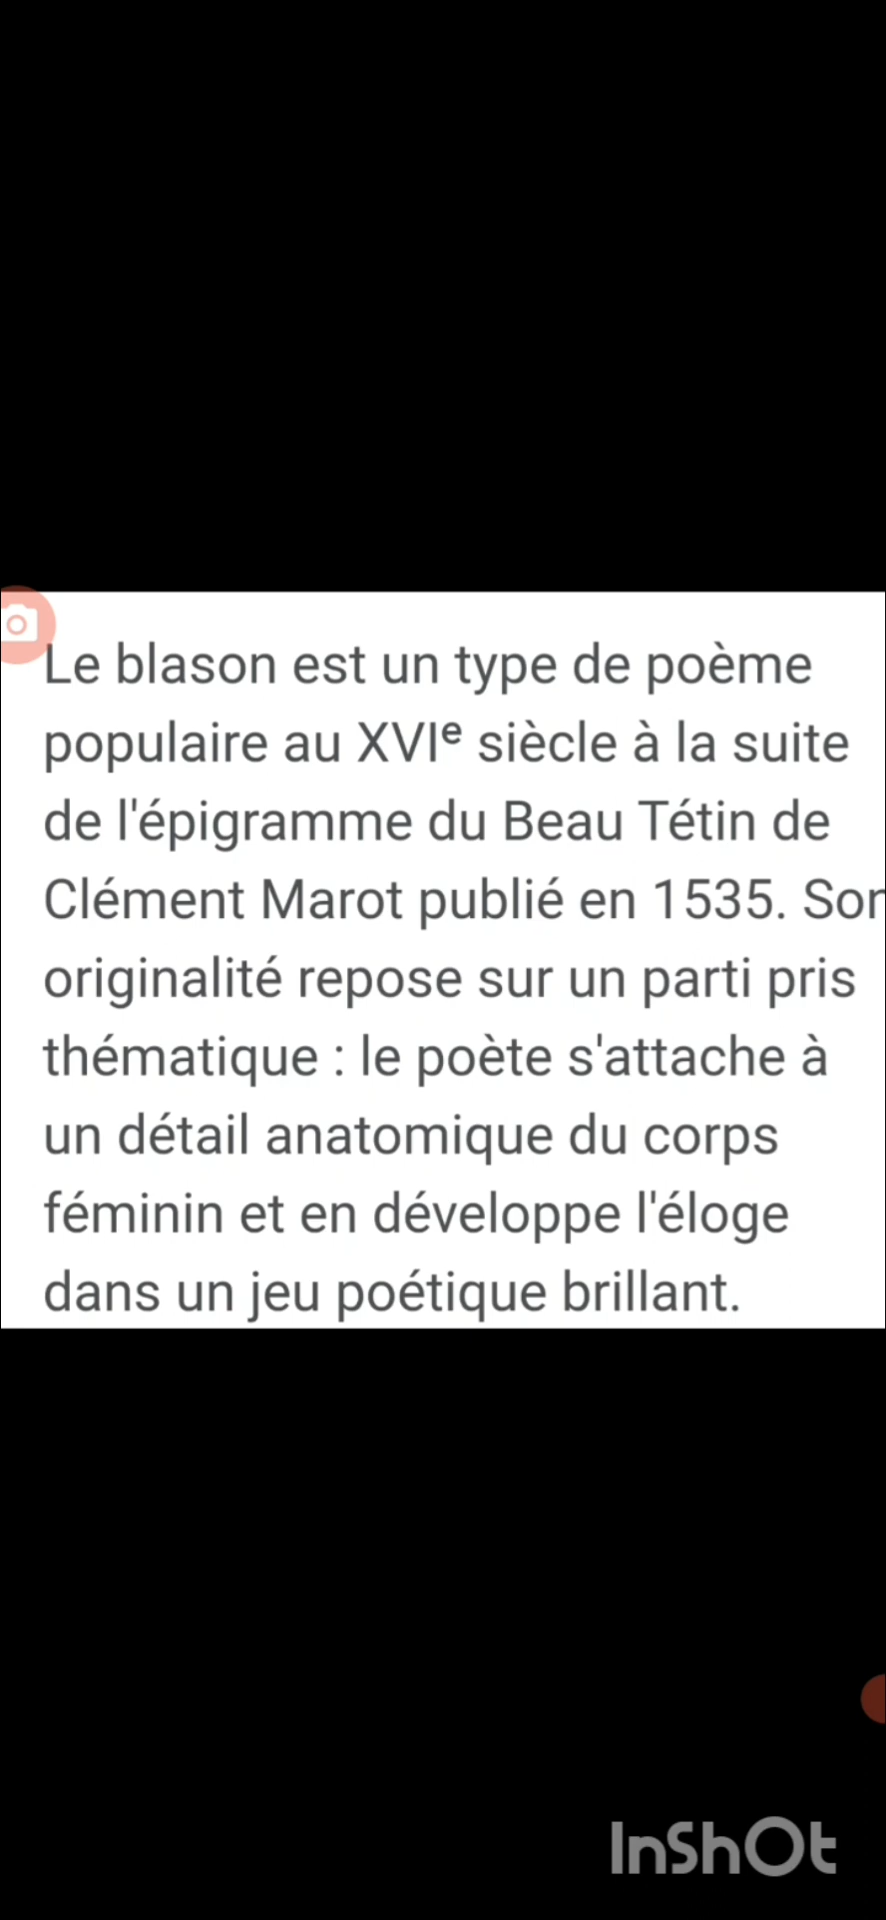 Le blason est un type de poème
populaire au XVIᵉ siècle à la suite
de l'épigramme du Beau Tétin de
Clément Marot publié en 1535. Son
originalité repose sur un parti pris
thématique : le poète s'attache à
un détail anatomique du corps
féminin et en développe l'éloge
dans un jeu poétique brillant.
InShOt